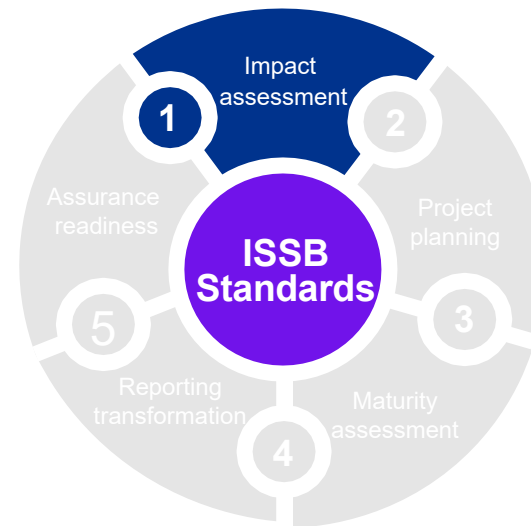 Impact
assessment
1
2
Project
planning
3
Maturity
assessment
4
Reporting
transformation
5
Assurance
readiness
ISSB
Standards